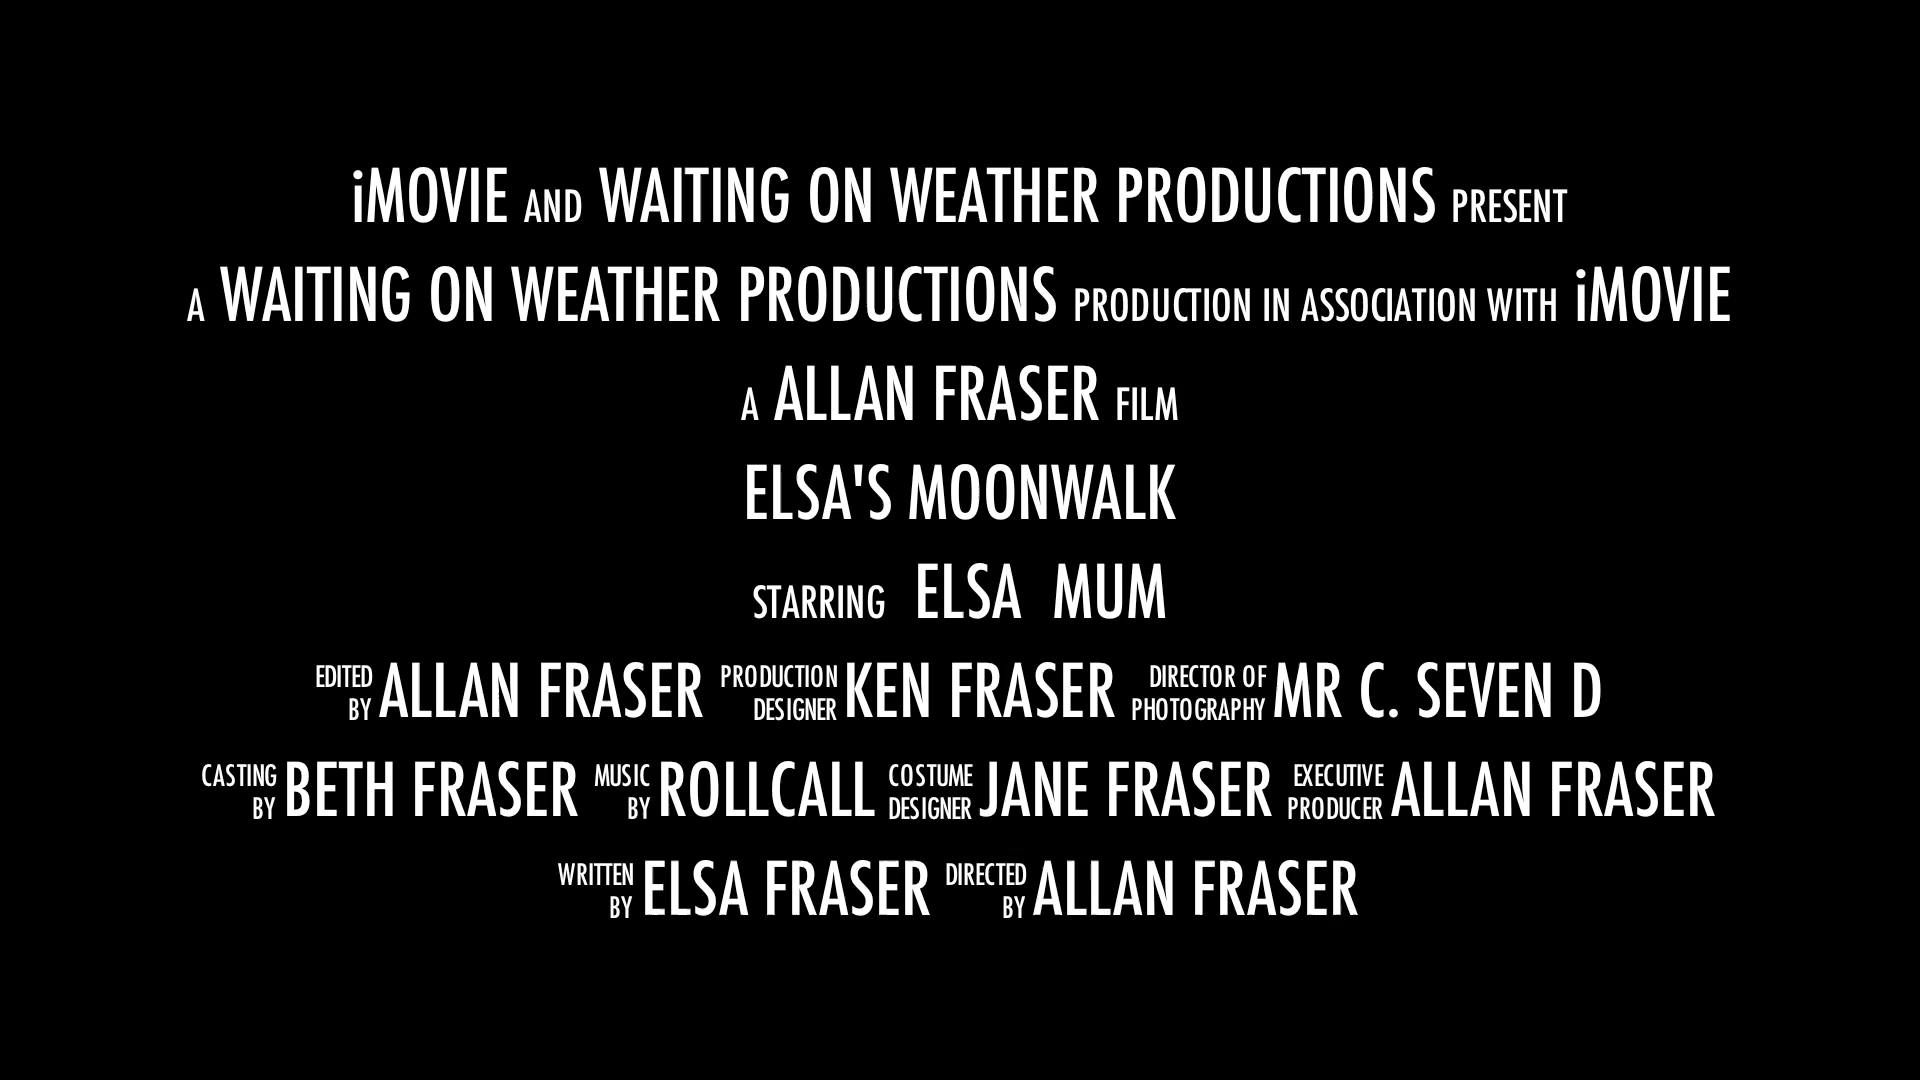 iMOVIE AND WAITING ON WEATHER PRODUCTIONS PRESENT
A WAITING ON WEATHER PRODUCTIONS PRODUCTION IN ASSOCIATION WITH iMOVIE
A ALLAN FRASER FILM
ELSA'S MOONWALK
STARRING ELSA MUM
EDITED BY ALLAN FRASER PRODUCTION DESIGNER KEN FRASER DIRECTOR OF PHOTOGRAPHY MR C. SEVEN D
CASTING BY BETH FRASER MUSIC BY ROLLCALL COSTUME DESIGNER JANE FRASER EXECUTIVE PRODUCER ALLAN FRASER
WRITTEN BY ELSA FRASER DIRECTED BY ALLAN FRASER